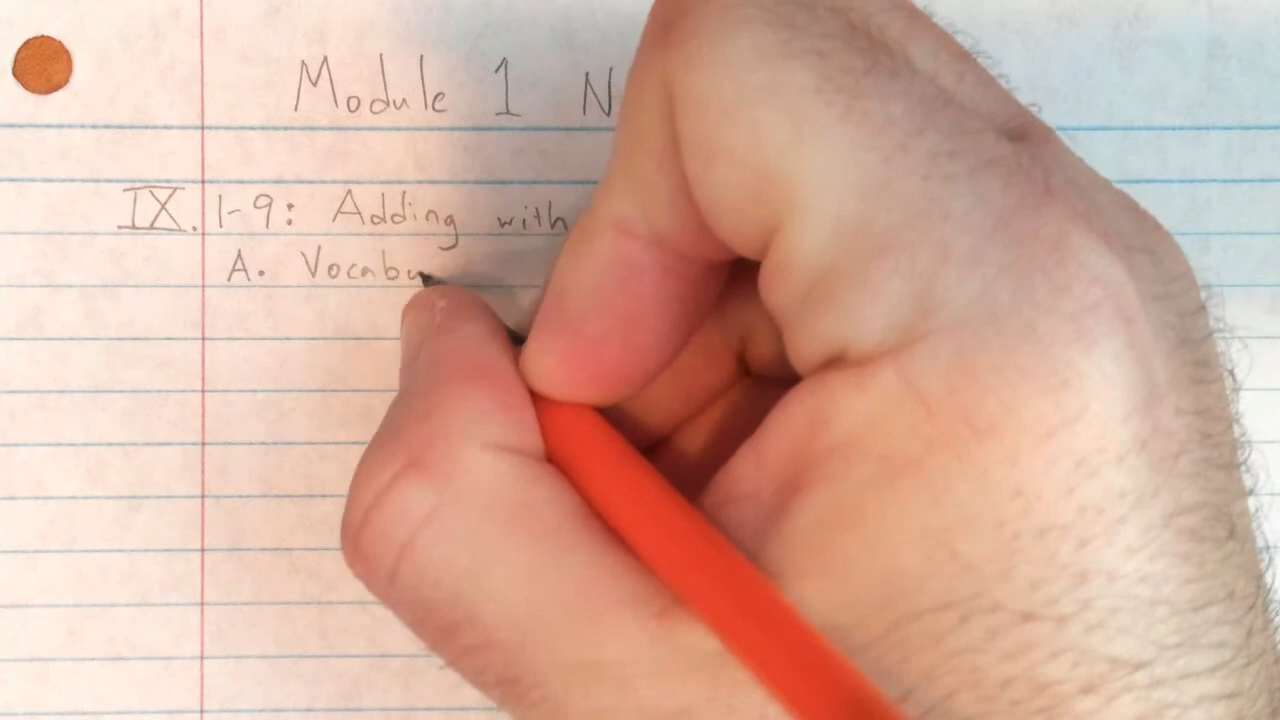 Module 1 N
IX. 1-9: Adding with
A. Vocabu